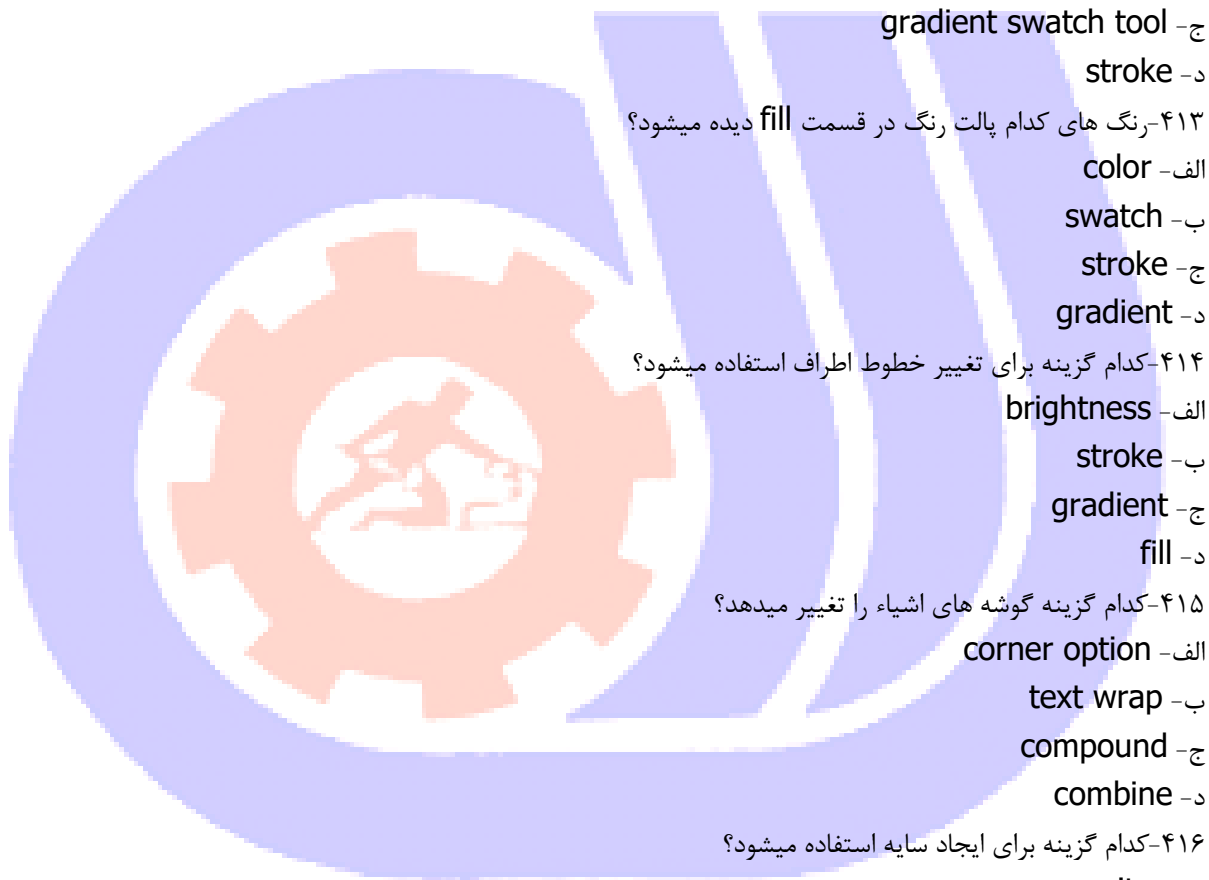 ج- gradient swatch tool
د- stroke
۴۱۳-رنگ های کدام پالت رنگ در قسمت fill دیده میشود؟
الف- color
ب- swatch
ج- stroke
د- gradient
۴۱۴-کدام گزینه برای تغییر خطوط اطراف استفاده میشود؟
الف- brightness
ب- stroke
ج- gradient
د- fill
۴۱۵-کدام گزینه گوشه های اشیاء را تغییر میدهد؟
الف- corner option
ب- text wrap
ج- compound
د- combine
۴۱۶-کدام گزینه برای ایجاد سایه استفاده میشود؟